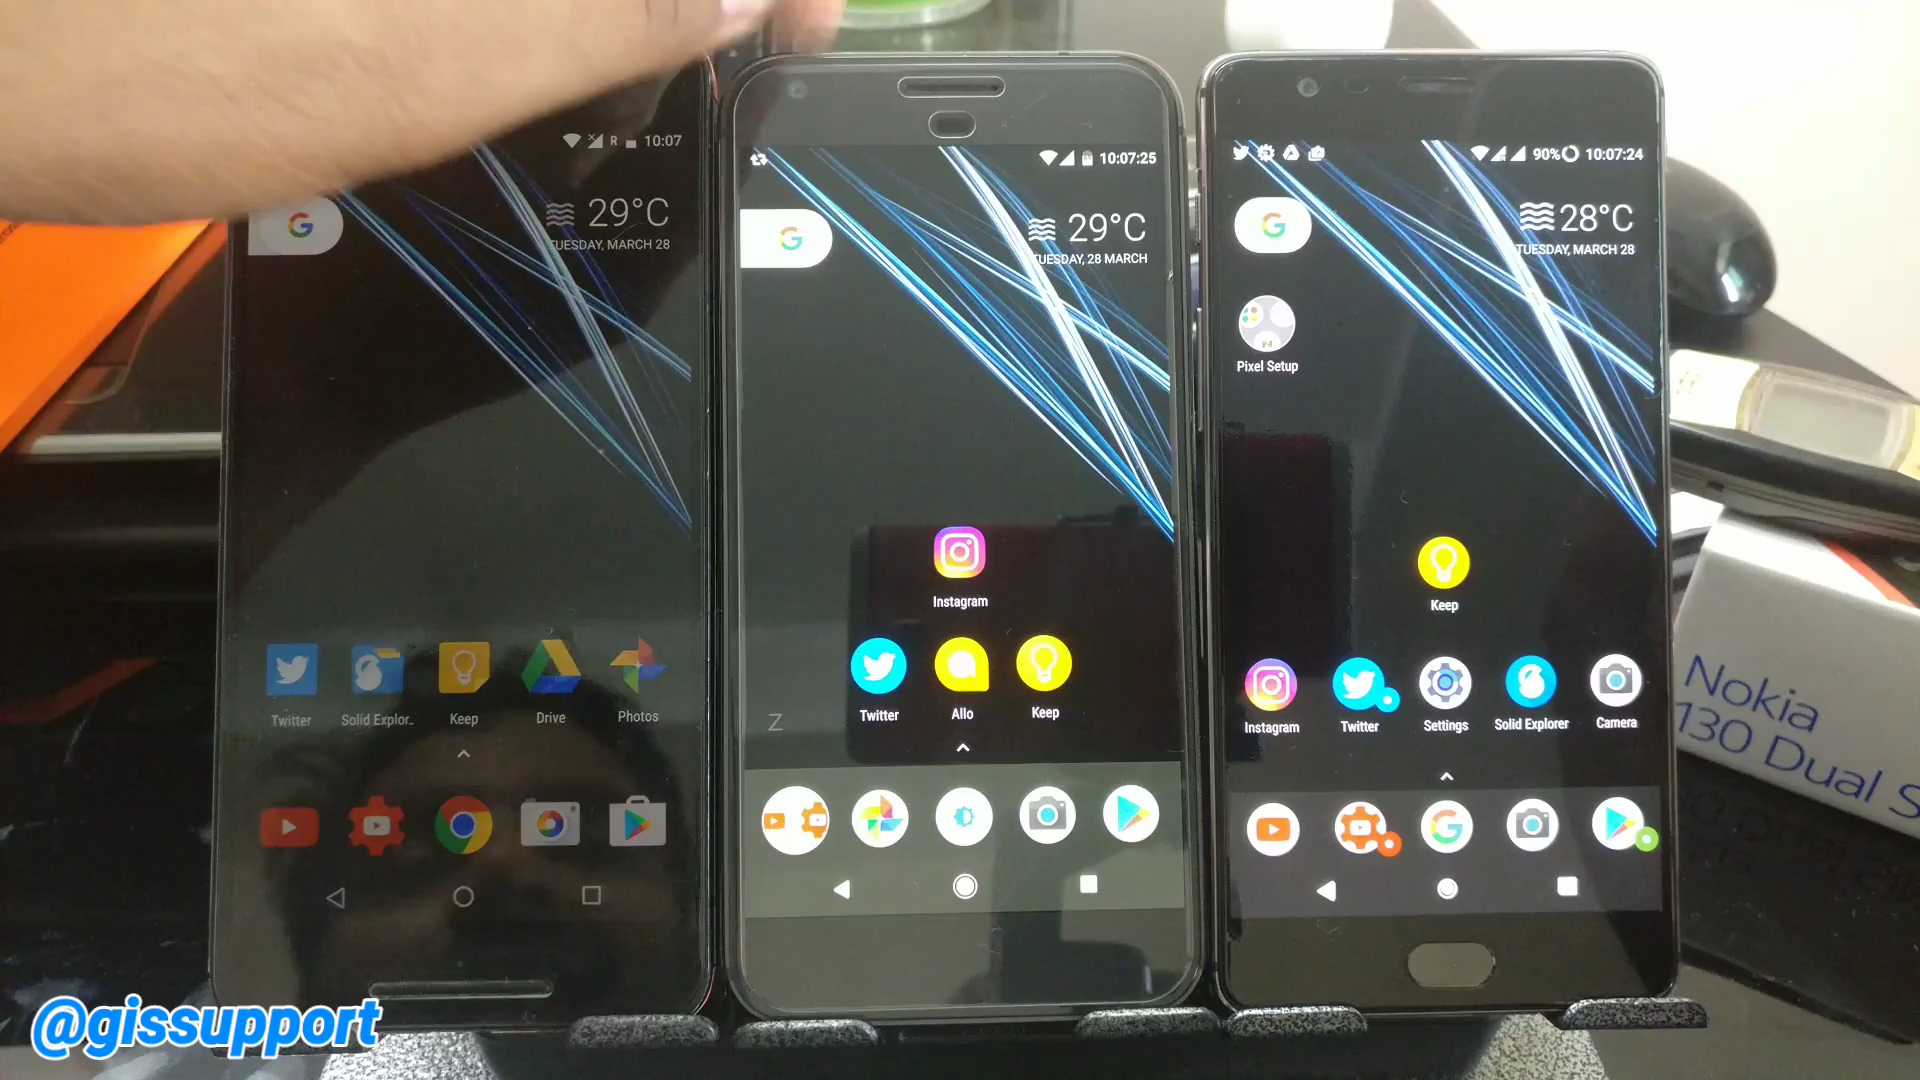 R 10:07
29°C
TUESDAY, MARCH 28
Twitter
Solid Explor..
Keep
Drive
Photos
10:07:25
29°C
TUESDAY, 28 MARCH
Instagram
Z
Twitter
Allo
Keep
90% 10:07:24
28°C
TUESDAY, MARCH 28
Pixel Setup
N
Keep
Instagram
Twitter
Settings
Solid Explorer
Camera
Nokia
130 Dual S
@gissupport